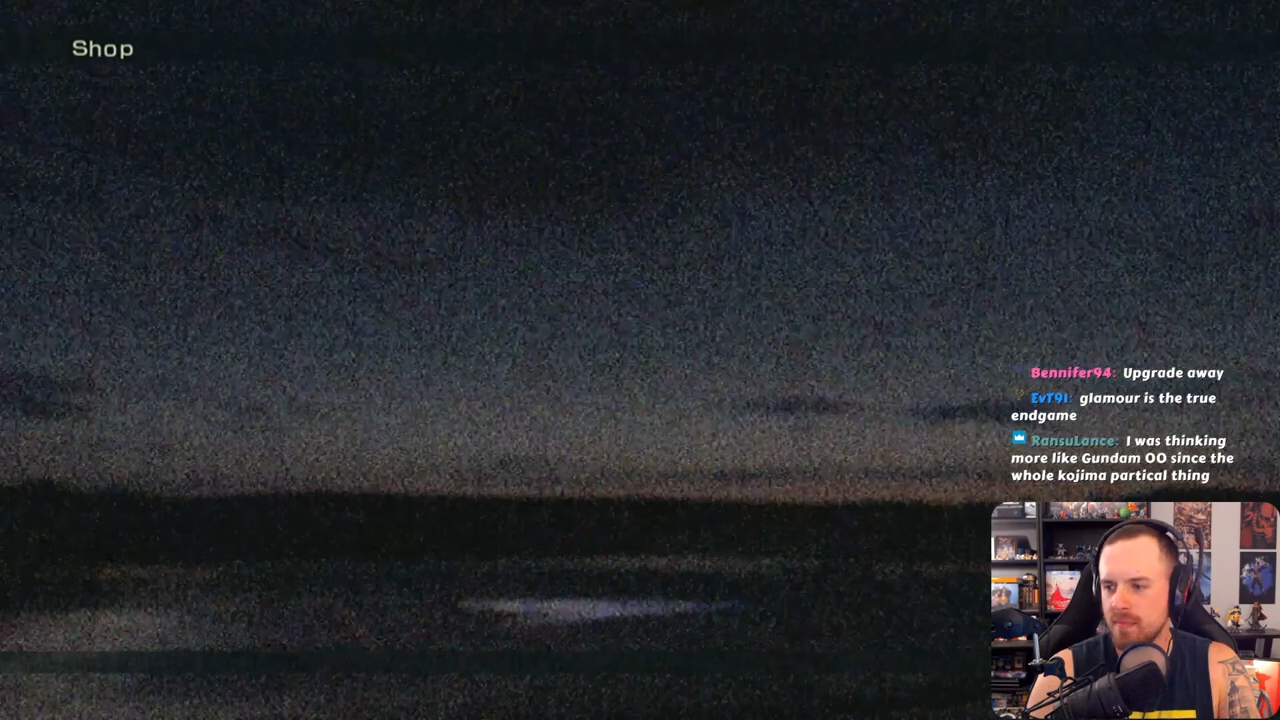 Shop
Bennifer94: Upgrade away
EvT91: glamour is the true
endgame
RansuLance: I was thinking
more like Gundam OO since the
whole kojima partical thing